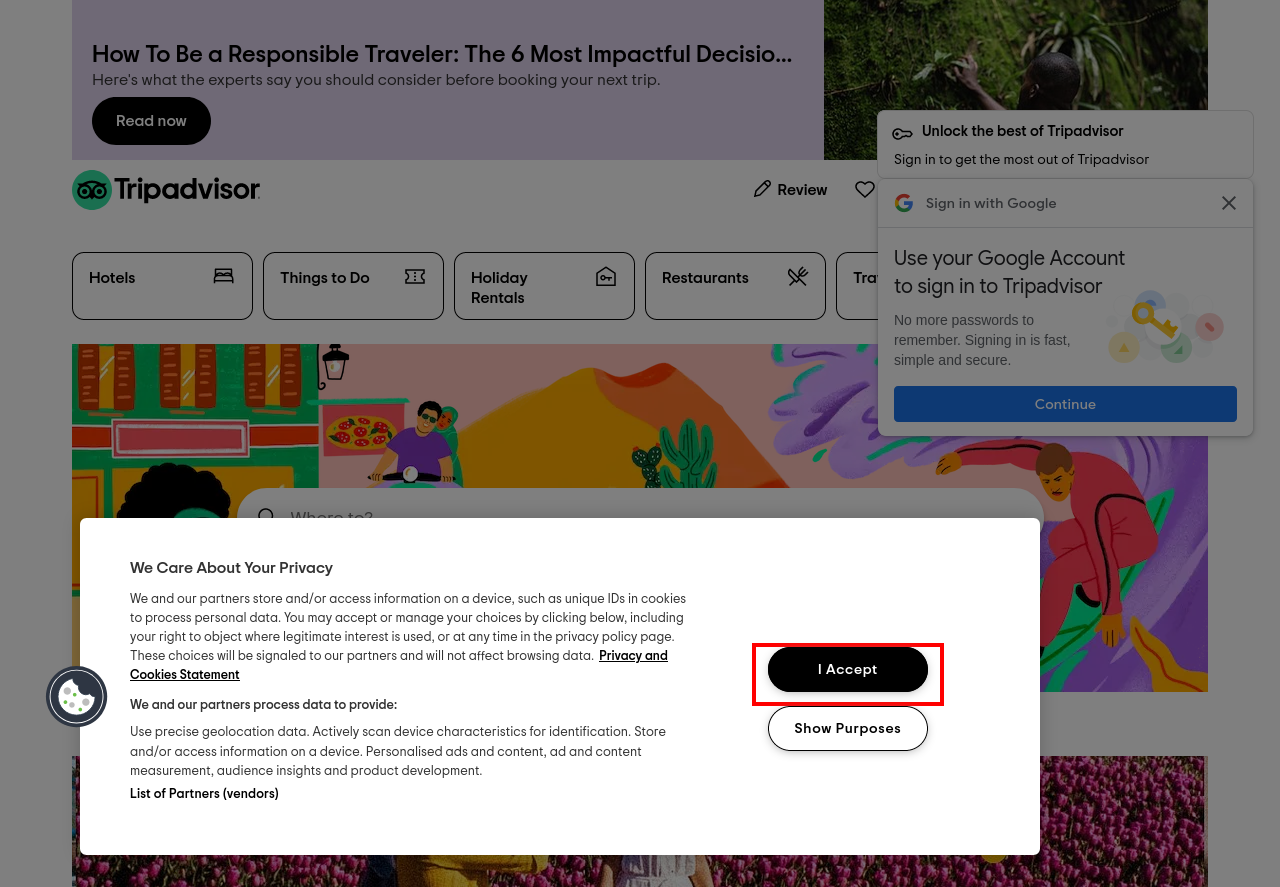 How To Be a Responsible Traveler: The 6 Most Impactful Decisio...
Here's what the experts say you should consider before booking your next trip.
Read now
Unlock the best of Tripadvisor
Sign in to get the most out of Tripadvisor
Tripadvisor
Review
Sign in with Google
Hotels
Things to Do
Holiday
Rentals
Restaurants
Tra
Use your Google Account
to sign in to Tripadvisor
No more passwords to
remember. Signing in is fast,
simple and secure.
Continue
Where to?
We Care About Your Privacy
We and our partners store and/or access information on a device, such as unique IDs in cookies
to process personal data. You may accept or manage your choices by clicking below, including
your right to object where legitimate interest is used, or at any time in the privacy policy page.
These choices will be signaled to our partners and will not affect browsing data. Privacy and
Cookies Statement
We and our partners process data to provide:
Use precise geolocation data. Actively scan device characteristics for identification. Store
and/or access information on a device. Personalised ads and content, ad and content
measurement, audience insights and product development.
List of Partners (vendors)
I Accept
Show Purposes